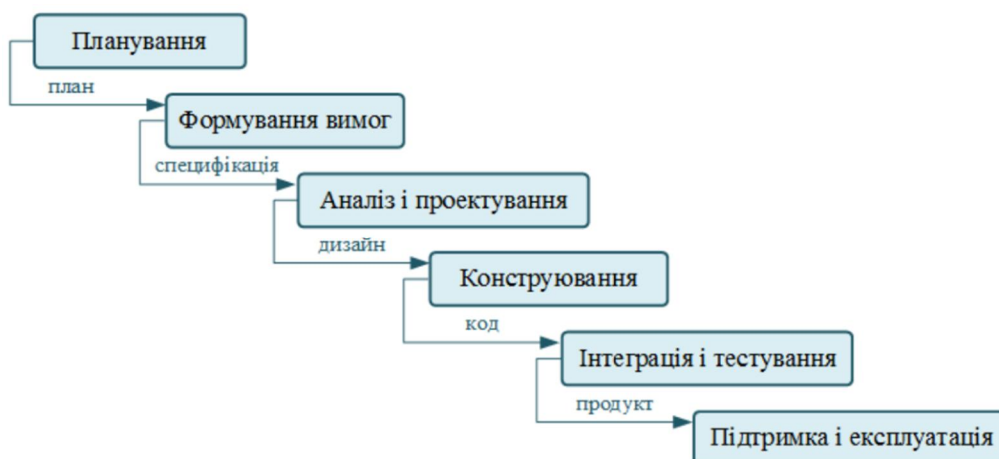 Планування
план
Формування вимог
специфікація
Аналіз і проектування
дизайн
Конструювання
код
Інтеграція і тестування
продукт
Підтримка і експлуатація